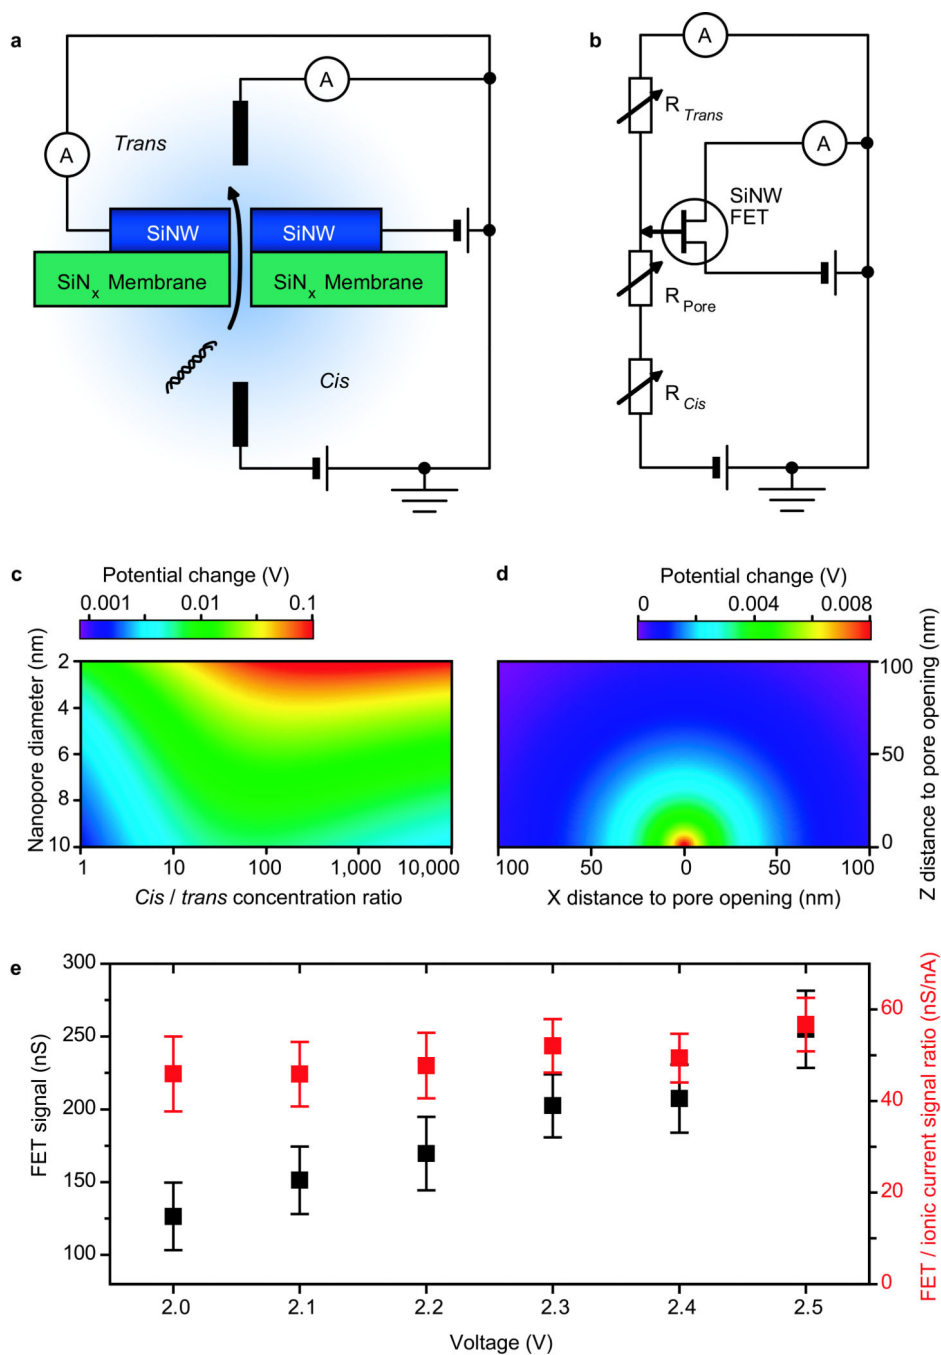 a
A
Trans
A
SiNW
SiNW
SiNx Membrane
SiNx Membrane
Cis
b
A
R Trans
A
SiNW
FET
R Pore
R Cis
c
Potential change (V)
0.001 0.01 0.1
Nanopore diameter (nm)
2
4
6
8
10
1 10 100 1,000 10,000
Cis / trans concentration ratio
d
Potential change (V)
0 0.004 0.008
100
50
0
Z distance to pore opening (nm)
100 50 0 50 100
X distance to pore opening (nm)
e
FET signal (nS)
300
250
200
150
100
60
40
20
0
FET / ionic current signal ratio (nS/nA)
2.0 2.1 2.2 2.3 2.4 2.5
Voltage (V)